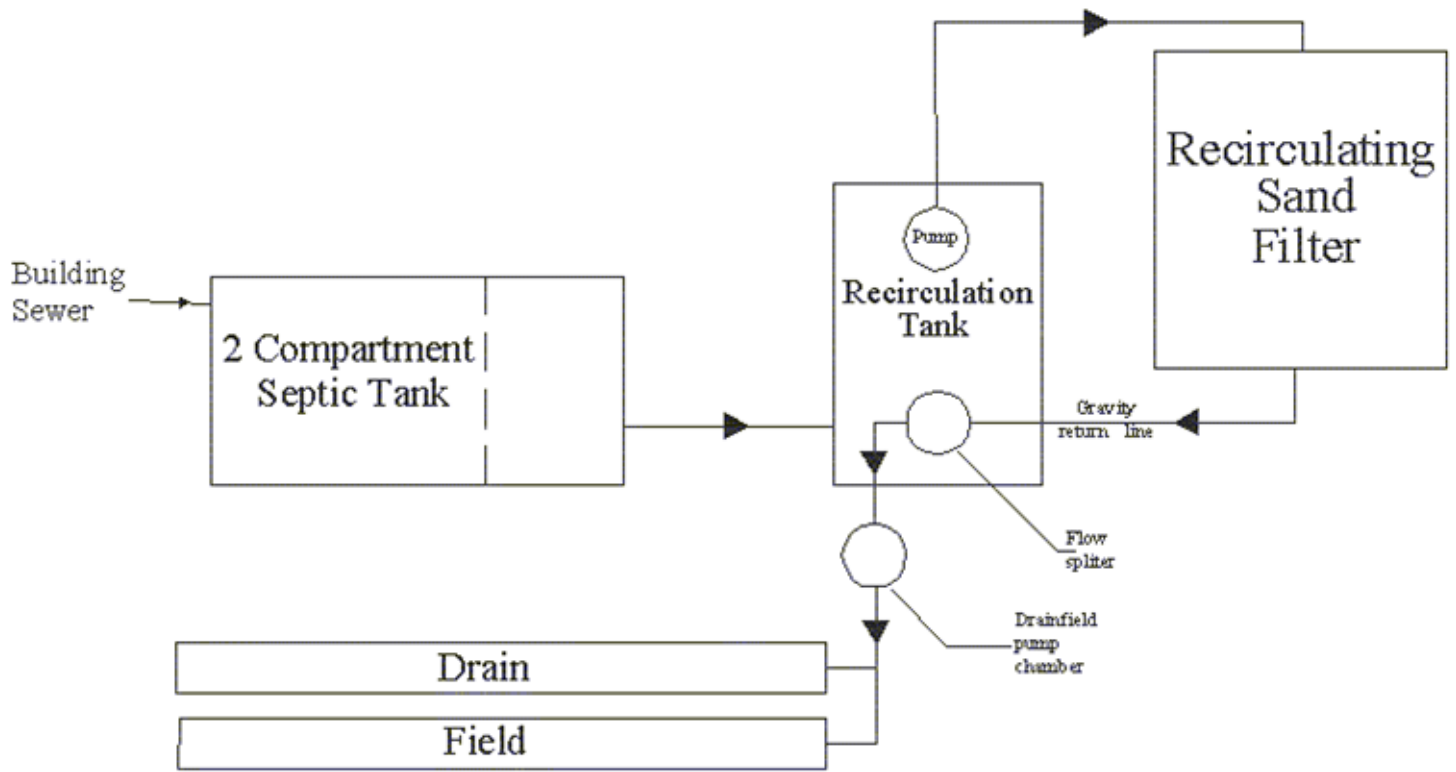 Building
Sewer
2 Compartment
Septic Tank
Pump
Recirculation
Tank
Recirculating
Sand
Filter
Gravity
return line
Flow
spliter
Drainfield
pump
chamber
Drain
Field